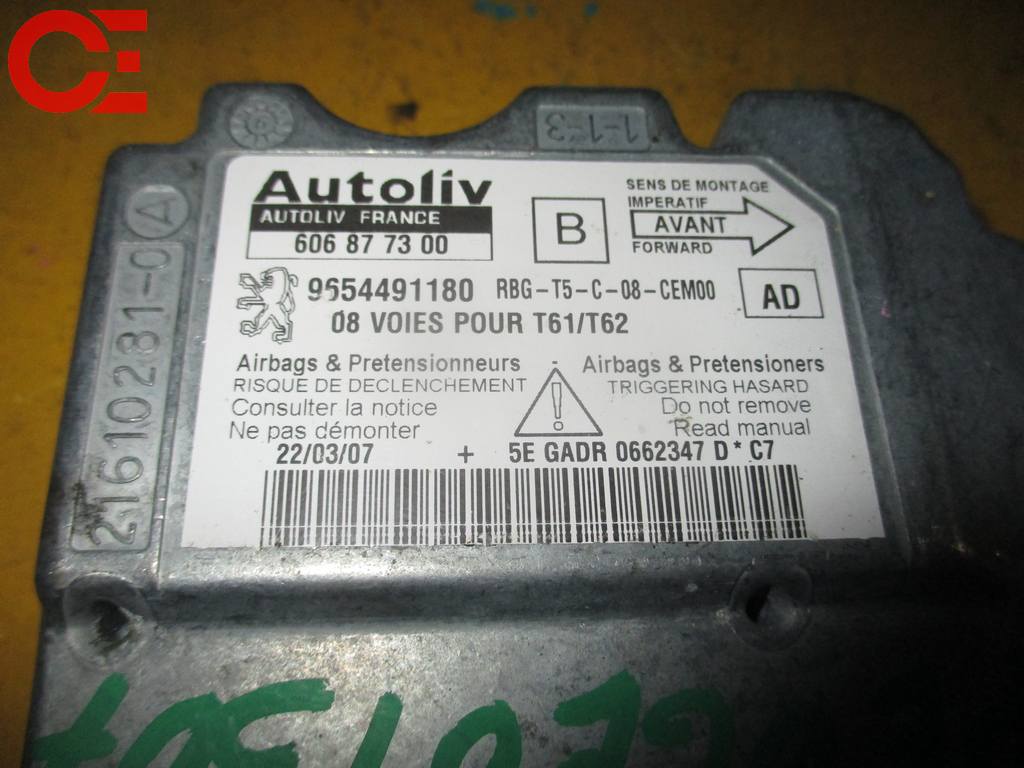 CE
1-1-3
Autoliv
AUTOLIV FRANCE
606 87 73 00
B
SENS DE MONTAGE
IMPERATIF
AVANT
FORWARD
9654491180 RBG-T5-C-08-CEM00
08 VOIES POUR T61/T62
AD
Airbags & Pretensionneurs
RISQUE DE DECLENCHEMENT
Consulter la notice
Ne pas démonter
Airbags & Pretensioners
TRIGGERING HASARD
Do not remove
Read manual
22/03/07 + 5E GADR 0662347 D * C7
21610281-0 A